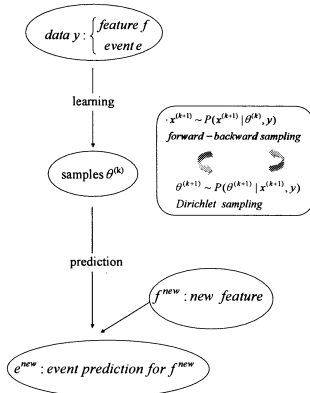 data y : { feature f
event e
learning
x^(k+1) ~ P(x^(k+1) | θ^(k), y)
forward – backward sampling
samples θ^(k)
θ^(k+1) ~ P(θ^(k+1) | x^(k+1), y)
Dirichlet sampling
prediction
f^new : new feature
e^new : event prediction for f^new